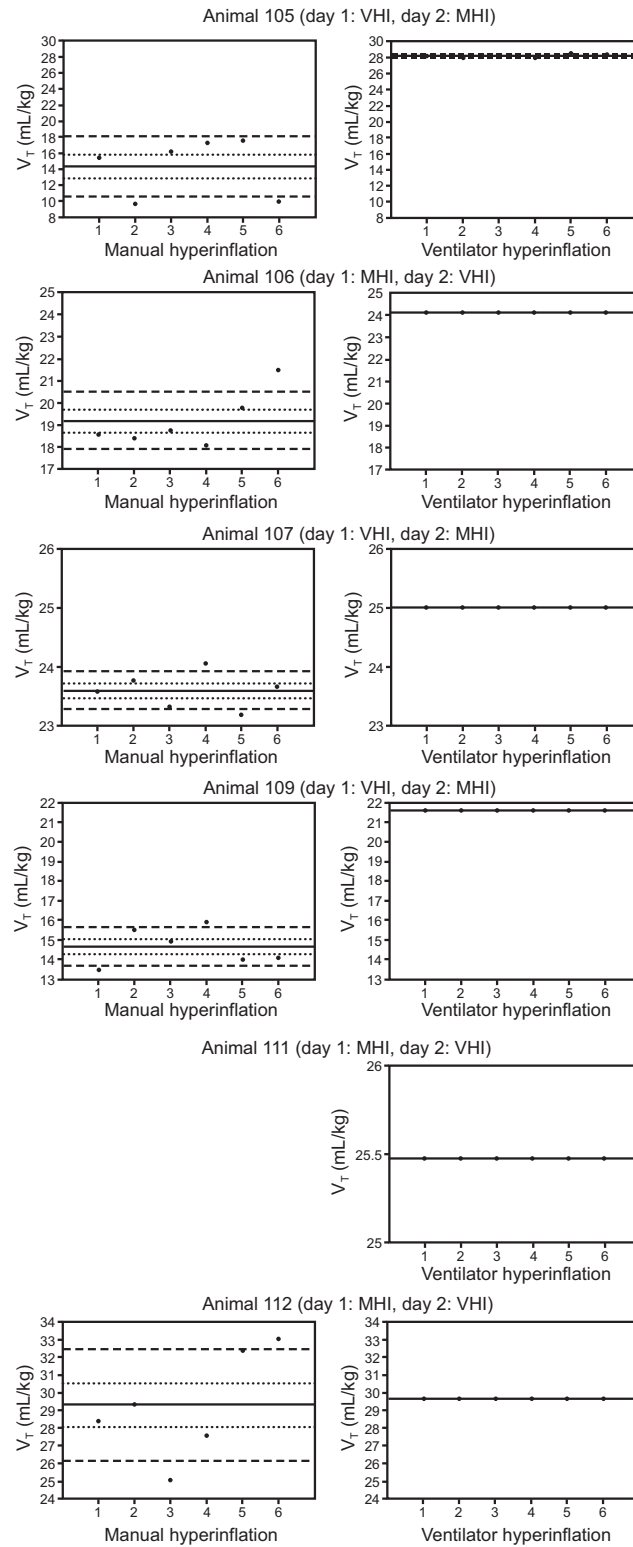 Animal 105 (day 1: VHI, day 2: MHI)
V_T (mL/kg)
30
28
26
24
22
20
18
16
14
12
10
8
1 2 3 4 5 6
Manual hyperinflation
V_T (mL/kg)
30
28
26
24
22
20
18
16
14
12
10
8
1 2 3 4 5 6
Ventilator hyperinflation
Animal 106 (day 1: MHI, day 2: VHI)
V_T (mL/kg)
25
24
23
22
21
20
19
18
17
1 2 3 4 5 6
Manual hyperinflation
V_T (mL/kg)
25
24
23
22
21
20
19
18
17
1 2 3 4 5 6
Ventilator hyperinflation
Animal 107 (day 1: VHI, day 2: MHI)
V_T (mL/kg)
26
25
24
23
1 2 3 4 5 6
Manual hyperinflation
V_T (mL/kg)
26
25
24
23
1 2 3 4 5 6
Ventilator hyperinflation
Animal 109 (day 1: VHI, day 2: MHI)
V_T (mL/kg)
22
21
20
19
18
17
16
15
14
13
1 2 3 4 5 6
Manual hyperinflation
V_T (mL/kg)
22
21
20
19
18
17
16
15
14
13
1 2 3 4 5 6
Ventilator hyperinflation
Animal 111 (day 1: MHI, day 2: VHI)
V_T (mL/kg)
26
25.5
25
1 2 3 4 5 6
Ventilator hyperinflation
Animal 112 (day 1: MHI, day 2: VHI)
V_T (mL/kg)
34
33
32
31
30
29
28
27
26
25
24
1 2 3 4 5 6
Manual hyperinflation
V_T (mL/kg)
34
33
32
31
30
29
28
27
26
25
24
1 2 3 4 5 6
Ventilator hyperinflation